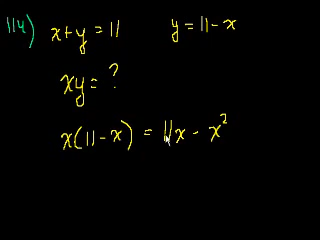 114) x+y = 11 y = 11-x
xy = ?
x(11-x) = 11x - x²